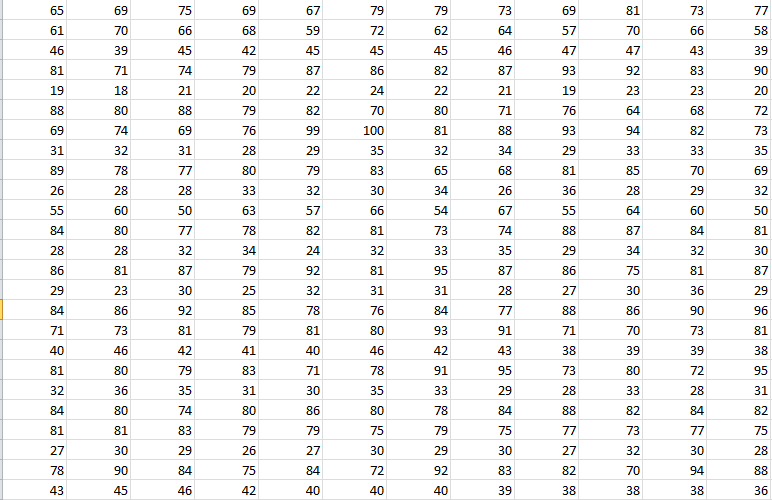 65 69 75 69 67 79 79 73 69 81 73 77
61 70 66 68 59 72 62 64 57 70 66 58
46 39 45 42 45 45 45 46 47 47 43 39
81 71 74 79 87 86 82 87 93 92 83 90
19 18 21 20 22 24 22 21 19 23 23 20
88 80 88 79 82 70 80 71 76 64 68 72
69 74 69 76 99 100 81 88 93 94 82 73
31 32 31 28 29 35 32 34 29 33 33 35
89 78 77 80 79 83 65 68 81 85 70 69
26 28 28 33 32 30 34 26 36 28 29 32
55 60 50 63 57 66 54 67 55 64 60 50
84 80 77 78 82 81 73 74 88 87 84 81
28 28 32 34 24 32 33 35 29 34 32 30
86 81 87 79 92 81 95 87 86 75 81 87
29 23 30 25 32 31 31 28 27 30 36 29
84 86 92 85 78 76 84 77 88 86 90 96
71 73 81 79 81 80 93 91 71 70 73 81
40 46 42 41 40 46 42 43 38 39 39 38
81 80 79 83 71 78 91 95 73 80 72 95
32 36 35 31 30 35 33 29 28 33 28 31
84 80 74 80 86 80 78 84 88 82 84 82
81 81 83 79 79 75 79 75 77 73 77 75
27 30 29 26 27 30 29 30 27 32 30 28
78 90 84 75 84 72 92 83 82 70 94 88
43 45 46 42 40 40 40 39 38 38 38 36